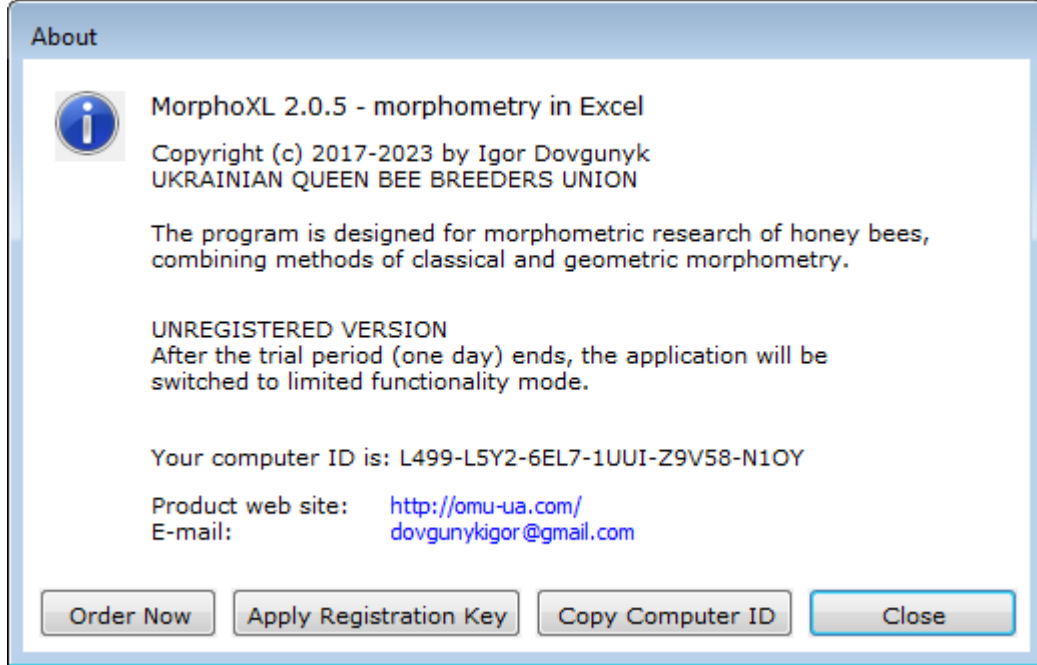 About
MorphoXL 2.0.5 - morphometry in Excel
Copyright (c) 2017-2023 by Igor Dovgunyk
UKRAINIAN QUEEN BEE BREEDERS UNION
The program is designed for morphometric research of honey bees,
combining methods of classical and geometric morphometry.
UNREGISTERED VERSION
After the trial period (one day) ends, the application will be
switched to limited functionality mode.
Your computer ID is: L499-L5Y2-6EL7-1UUI-Z9V58-N1OY
Product web site: http://omu-ua.com/
E-mail: dovgunykigor@gmail.com
Order Now Apply Registration Key Copy Computer ID Close